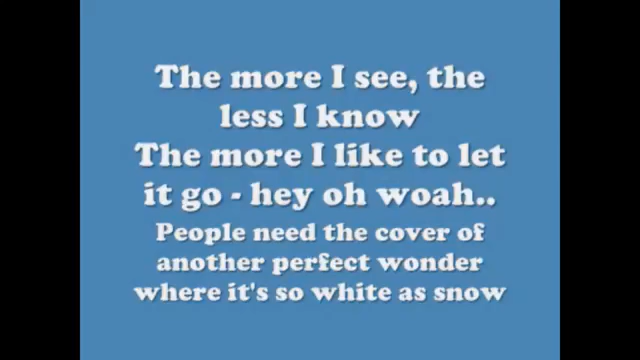 The more I see, the
less I know
The more I like to let
it go - hey oh woah..
People need the cover of
another perfect wonder
where it's so white as snow